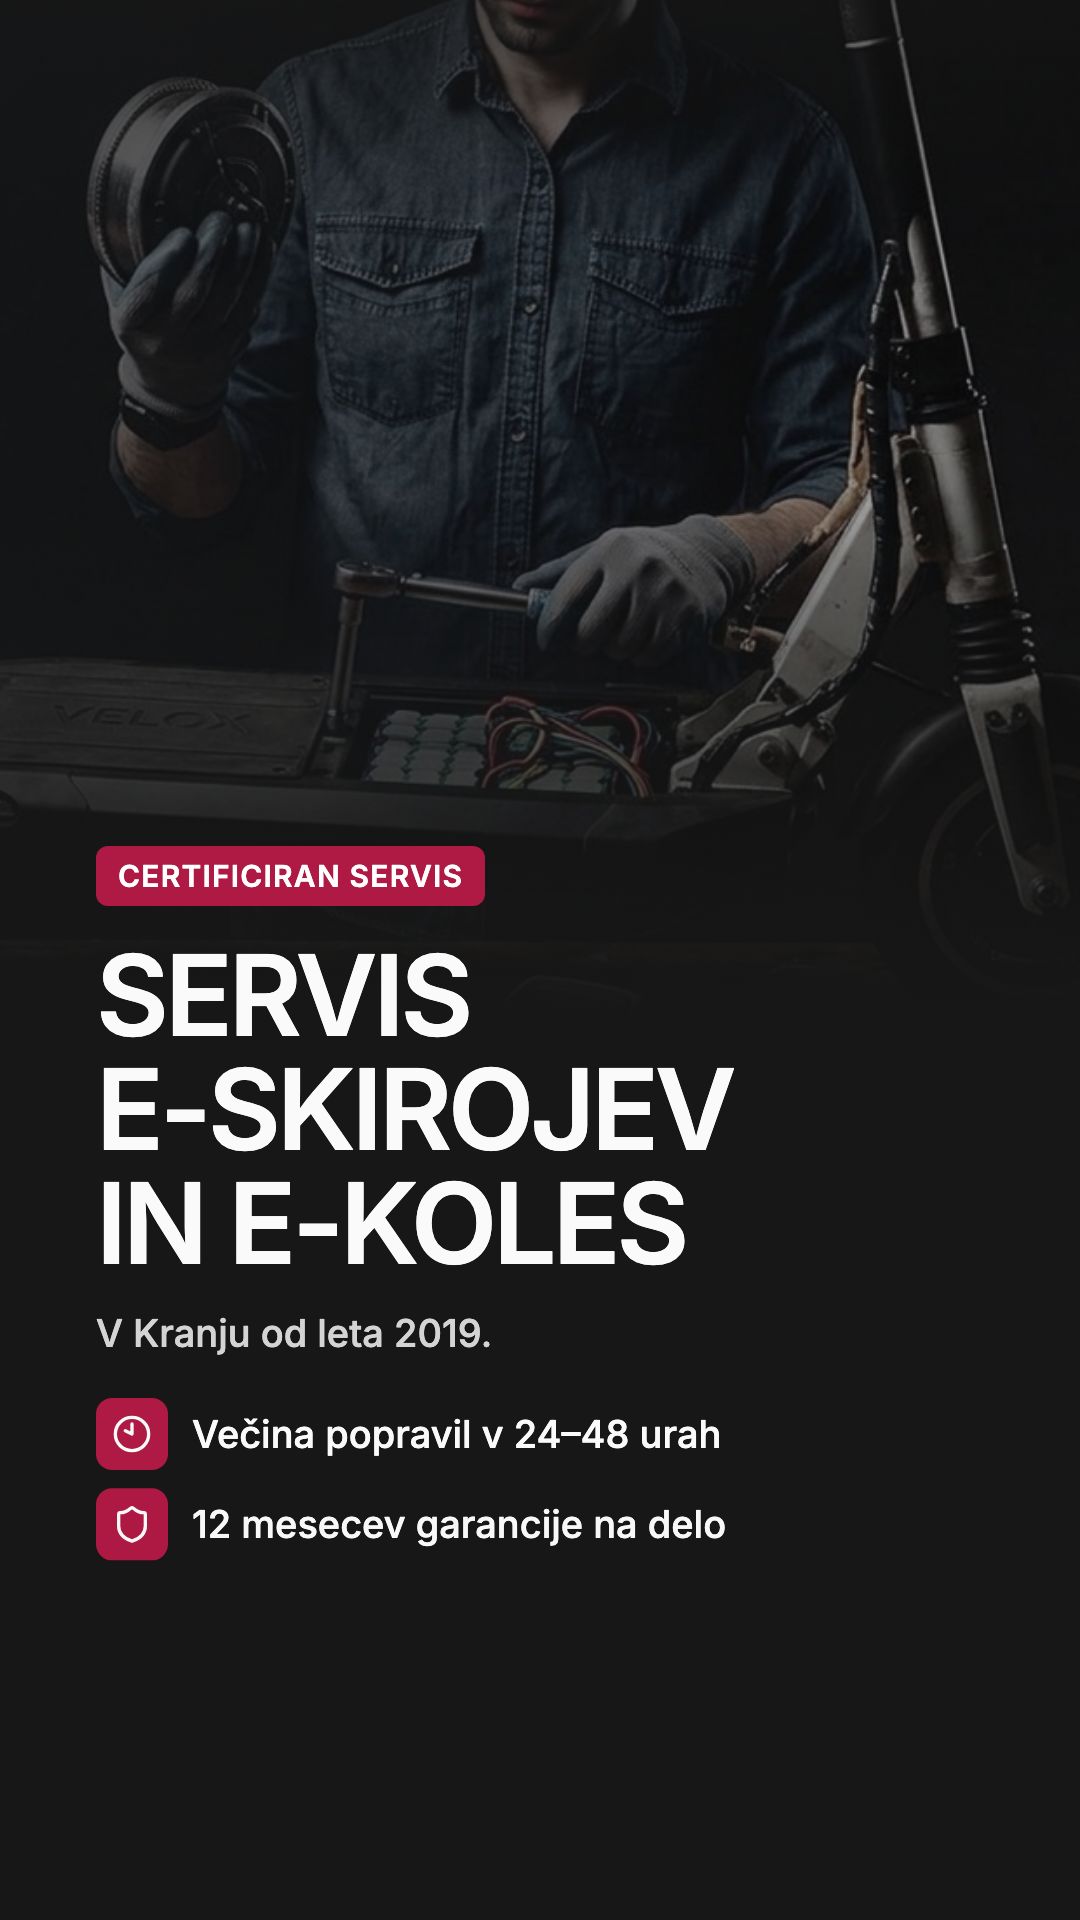 VELOX
CERTIFICIRAN SERVIS
SERVIS
E-SKIROJEV
IN E-KOLES
V Kranju od leta 2019.
Večina popravil v 24–48 urah
12 mesecev garancije na delo